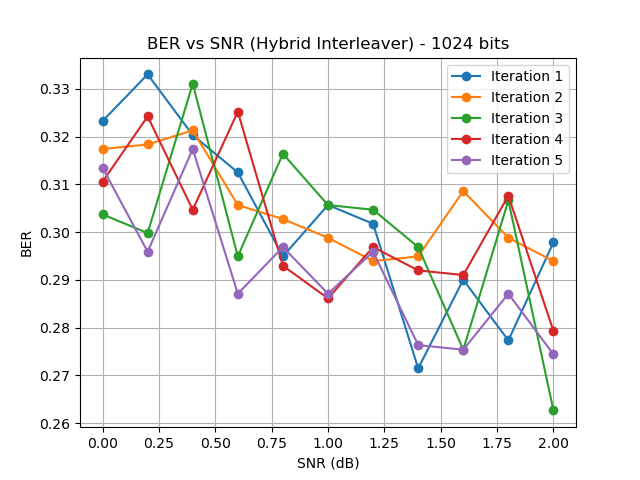 BER vs SNR (Hybrid Interleaver) - 1024 bits
Iteration 1
Iteration 2
Iteration 3
Iteration 4
Iteration 5
0.33
0.32
0.31
0.30
0.29
0.28
0.27
0.26
BER
0.00 0.25 0.50 0.75 1.00 1.25 1.50 1.75 2.00
SNR (dB)